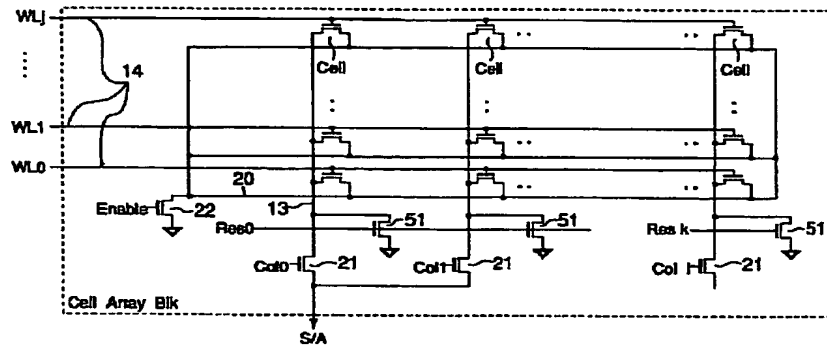 WLj
14
Cell Cell Cell
WL1
WL0
20
Enable 22 13 51 51 51
Res0 Res k
Col0 21 Col1 21 Col l 21
Cell Array Blk
S/A